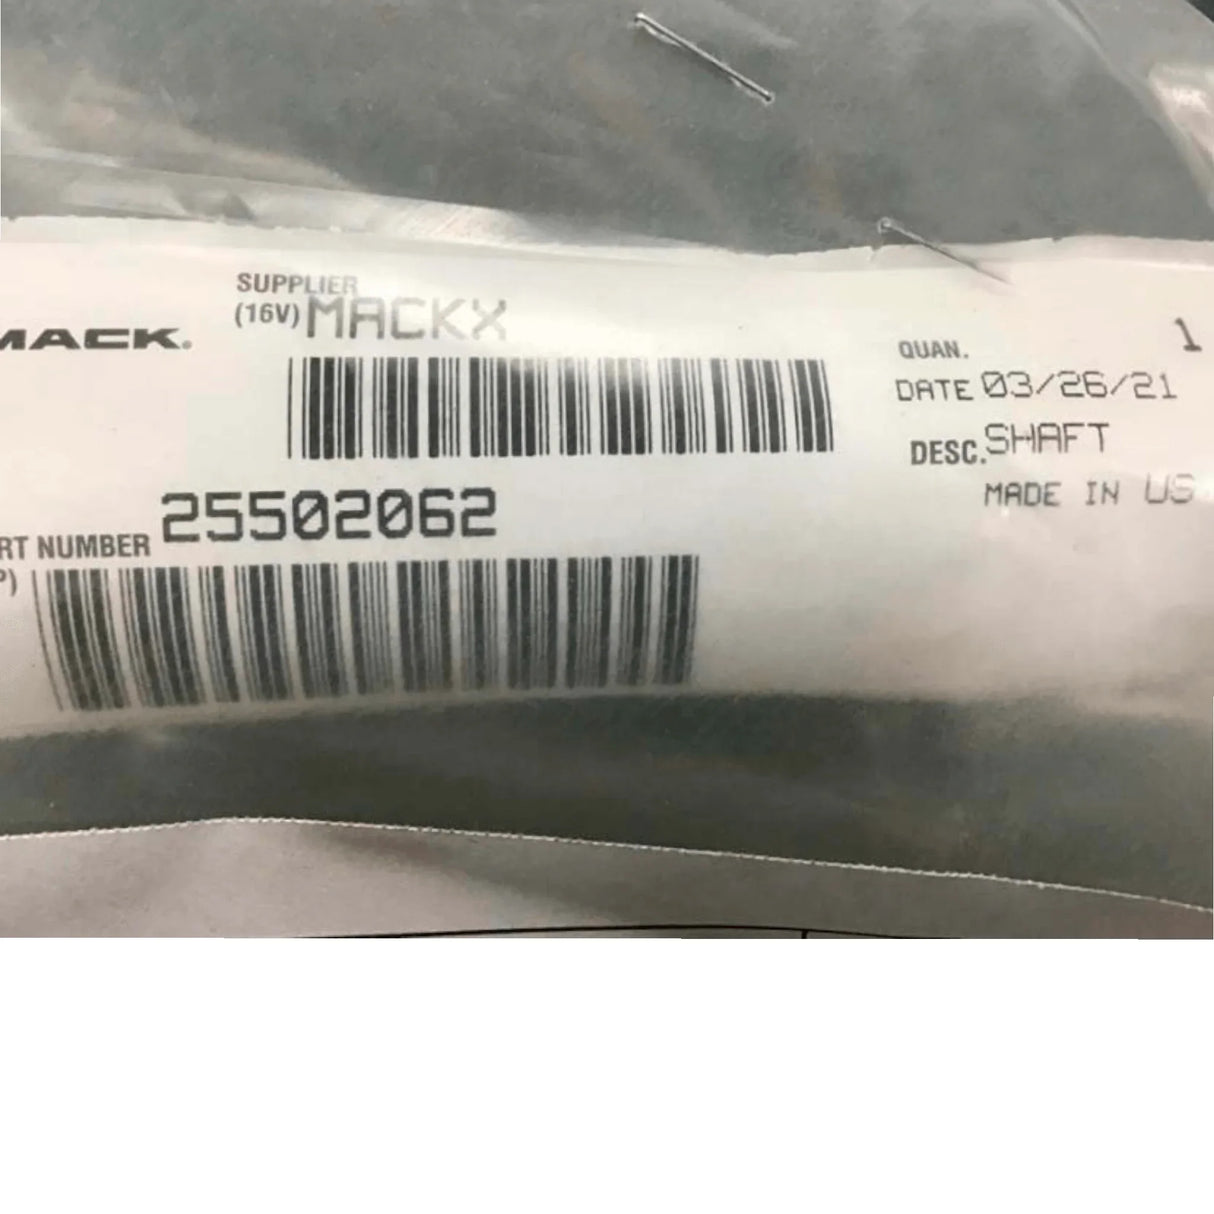 SUPPLIER
(16V) MACKX
MACK.
QUAN. 1
DATE 03/26/21
DESC. SHAFT
MADE IN US
25502062
RT NUMBER
P)